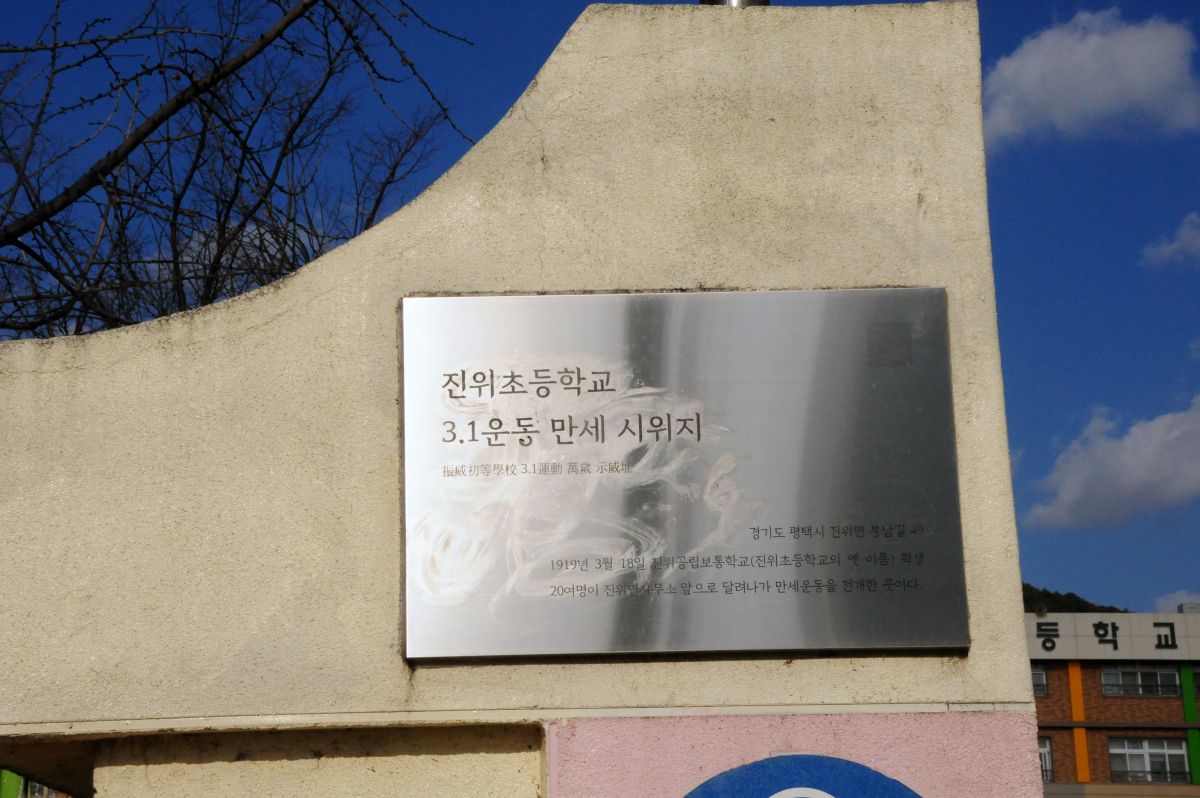 진위초등학교
3.1운동 만세 시위지
振威初等學校 3.1運動 萬歲 示威址
경기도 평택시 진위면 봉남길 49
1919년 3월 18일 진위공립보통학교(진위초등학교의 옛 이름) 학생
20여명이 진위면사무소 앞으로 달려나가 만세운동을 전개한 곳이다
등학교